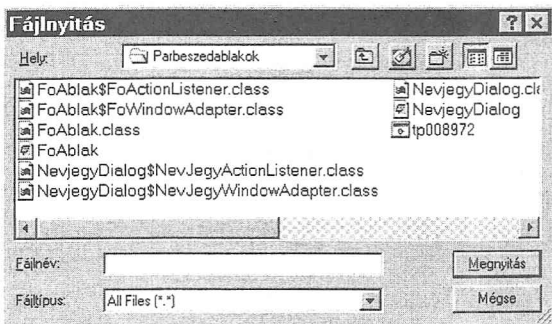 Fájlnyitás
Hely: Parbeszedablakok
FoAblak$FoActionListener.class
FoAblak$FoWindowAdapter.class
FoAblak.class
FoAblak
NevjegyDialog$NevJegyActionListener.class
NevjegyDialog$NevJegyWindowAdapter.class
NevjegyDialog.cla
NevjegyDialog
tp008972
Fájlnév: Megnyitás
Fájltípus: All Files (*.*) Mégse